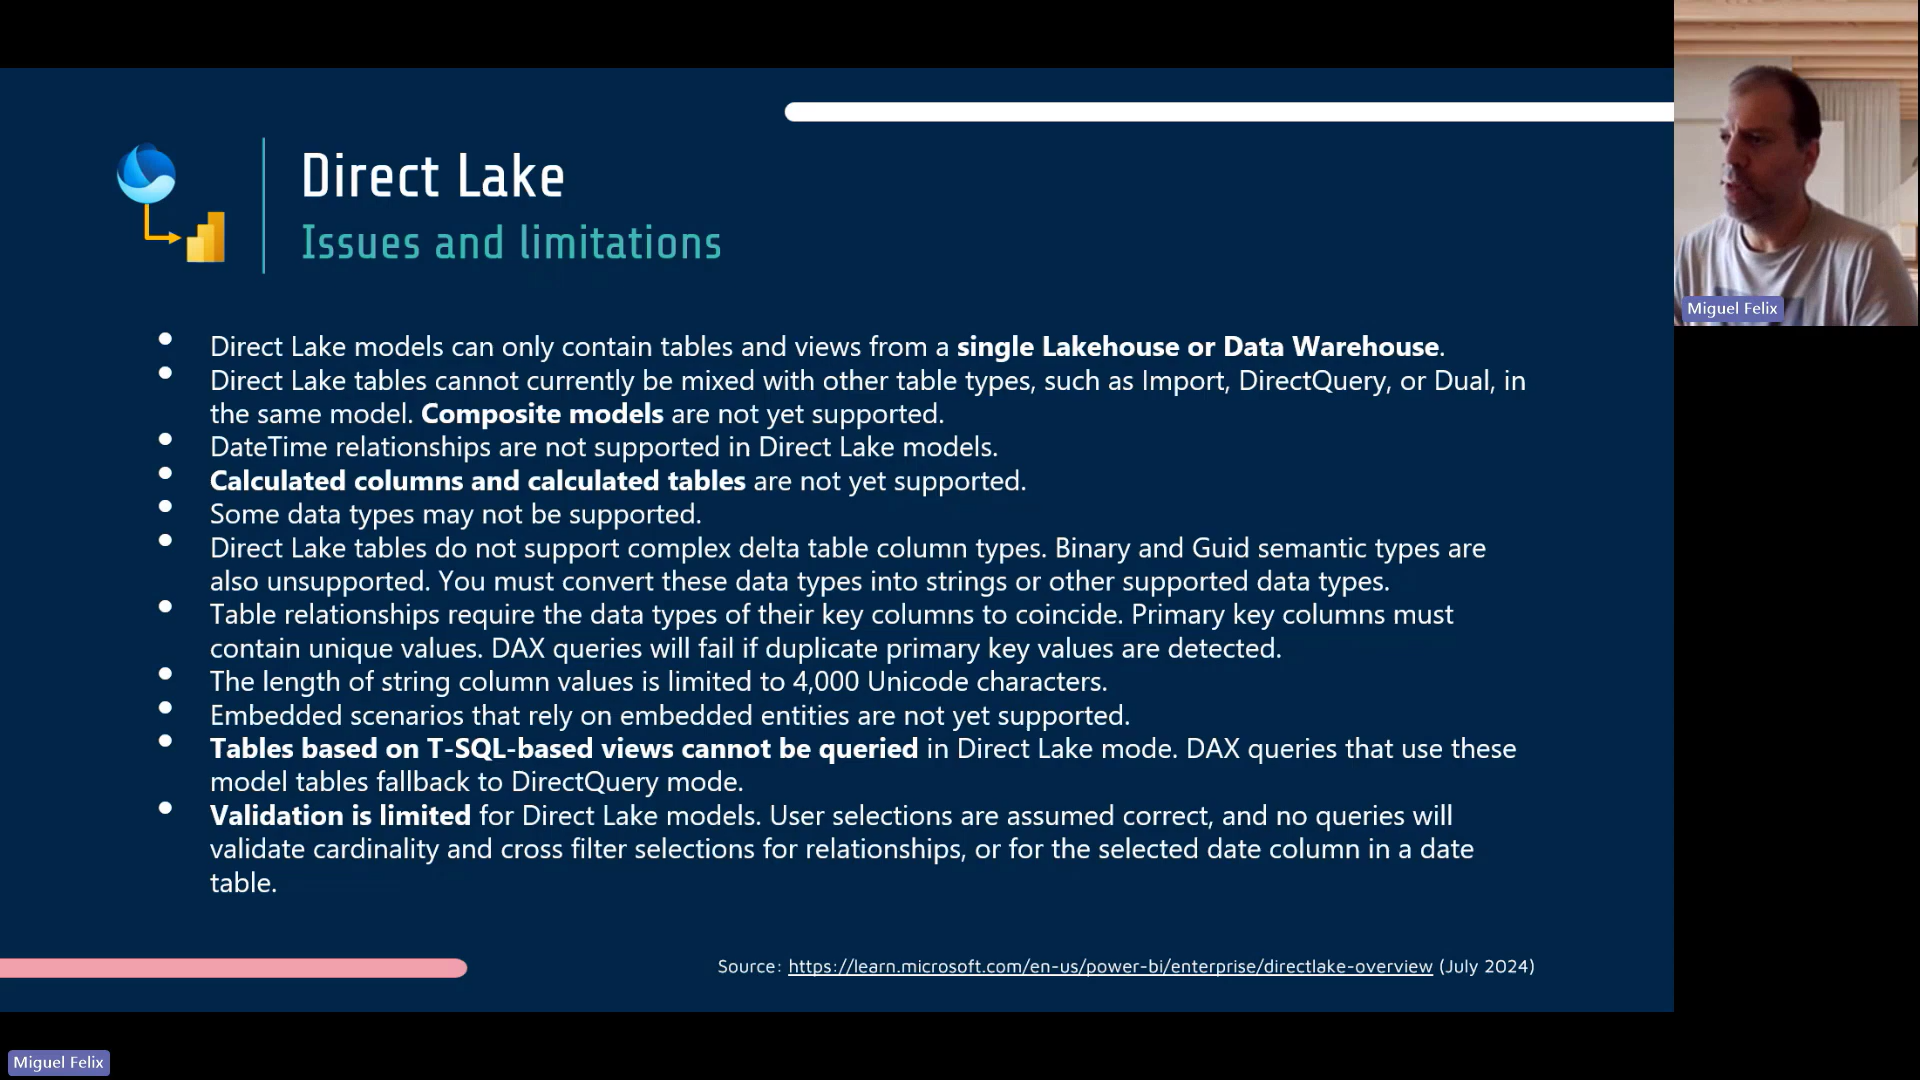 Direct Lake
Issues and limitations
Direct Lake models can only contain tables and views from a single Lakehouse or Data Warehouse.
Direct Lake tables cannot currently be mixed with other table types, such as Import, DirectQuery, or Dual, in
the same model. Composite models are not yet supported.
DateTime relationships are not supported in Direct Lake models.
Calculated columns and calculated tables are not yet supported.
Some data types may not be supported.
Direct Lake tables do not support complex delta table column types. Binary and Guid semantic types are
also unsupported. You must convert these data types into strings or other supported data types.
Table relationships require the data types of their key columns to coincide. Primary key columns must
contain unique values. DAX queries will fail if duplicate primary key values are detected.
The length of string column values is limited to 4,000 Unicode characters.
Embedded scenarios that rely on embedded entities are not yet supported.
Tables based on T-SQL-based views cannot be queried in Direct Lake mode. DAX queries that use these
model tables fallback to DirectQuery mode.
Validation is limited for Direct Lake models. User selections are assumed correct, and no queries will
validate cardinality and cross filter selections for relationships, or for the selected date column in a date
table.
Source: https://learn.microsoft.com/en-us/power-bi/enterprise/directlake-overview (July 2024)
Miguel Felix
Miguel Felix